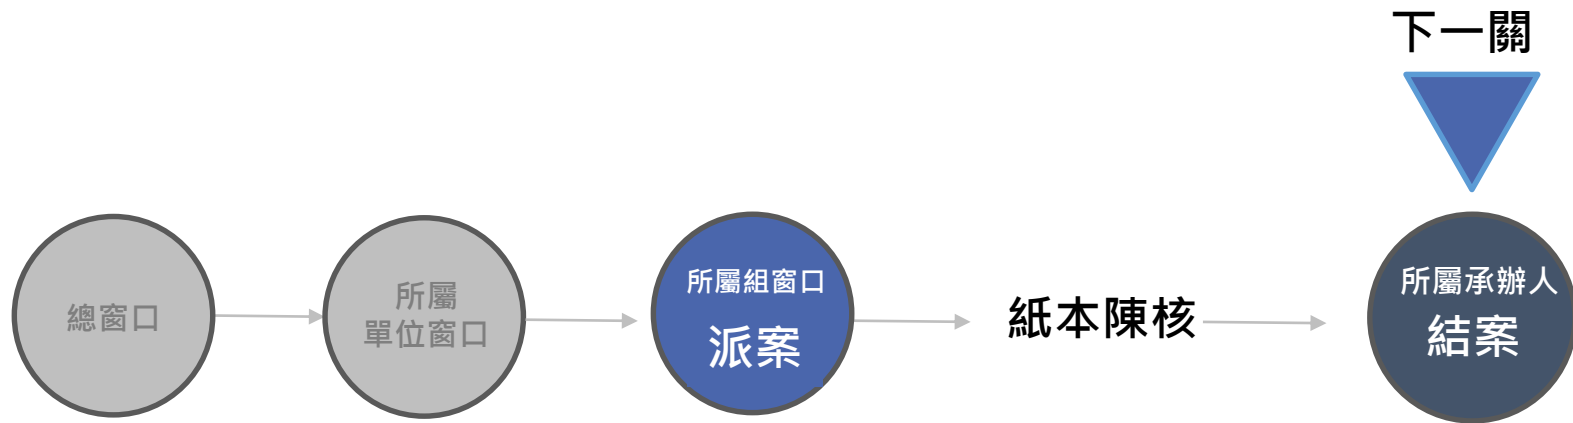 下一關
總窗口
所屬
單位窗口
所屬組窗口
派案
紙本陳核
所屬承辦人
結案